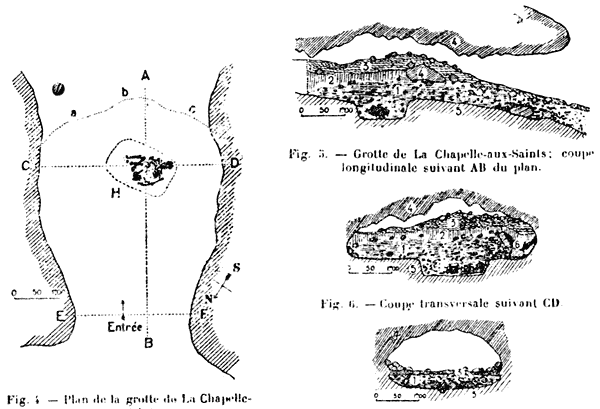 A
b
a
c
C
D
H
S
N
0 50 100
E
F
Entrée
B
Fig. 4 — Plan de la grotte de La Chapelle-
4
3
2
4
1
5
0 50 100
Fig. 5. — Grotte de La Chapelle-aux-Saints; coupe
longitudinale suivant AB du plan.
4
3
2
1
6
5
0 50 100
Fig. 6. — Coupe transversale suivant CD.
1
5
0 50 100